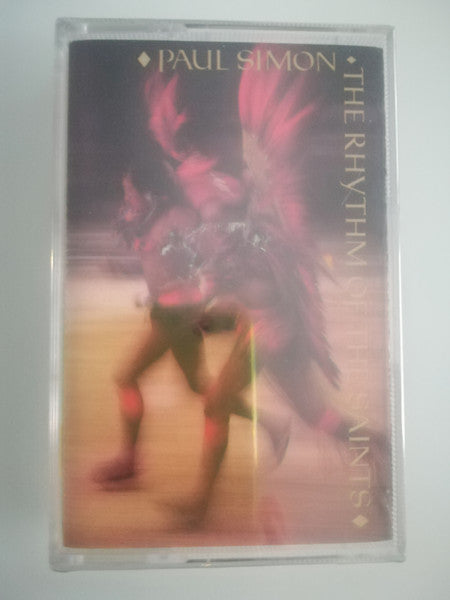 ♦ PAUL SIMON ♦
THE RHYTHM OF THE SAINTS ♦